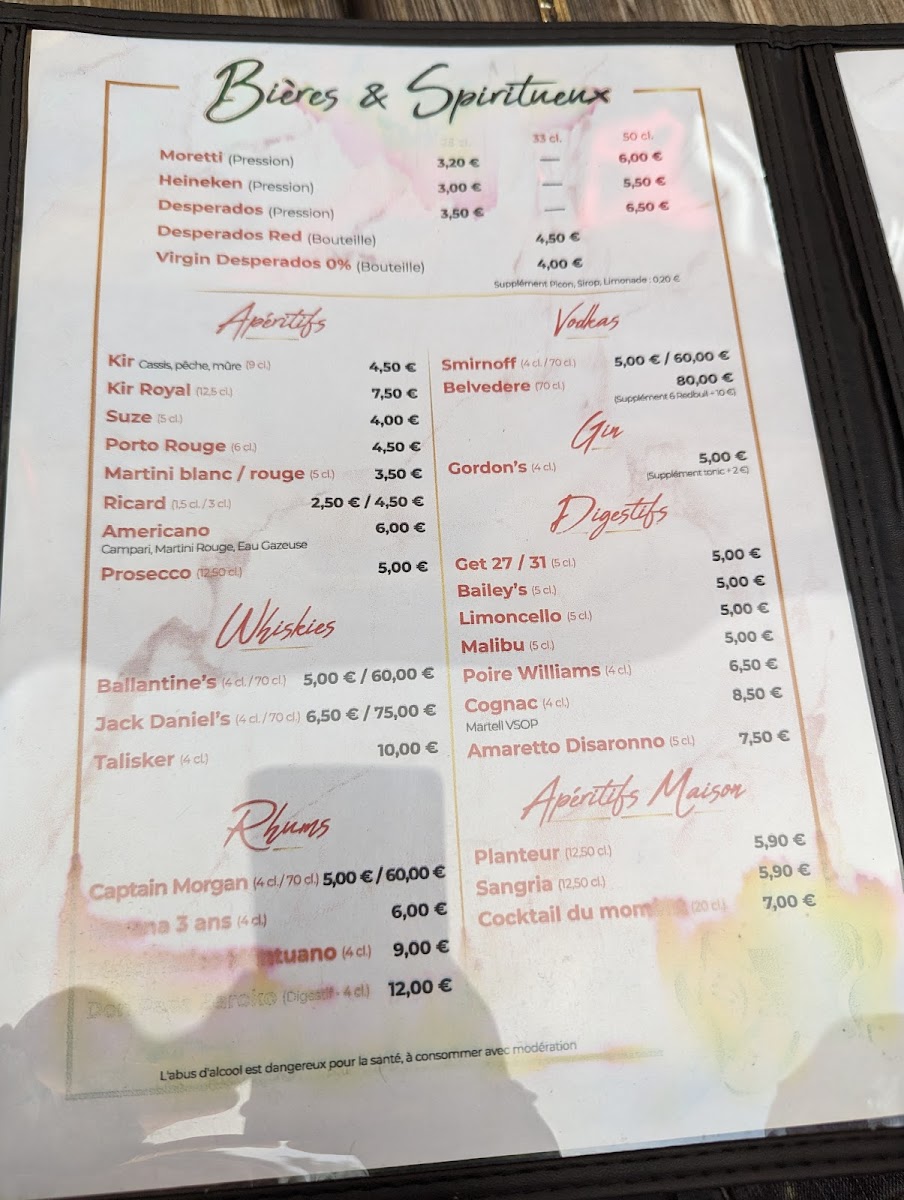 Bières & Spiritueux
33 cl. 50 cl.
Moretti (Pression) 3,20 € — 6,00 €
Heineken (Pression) 3,00 € — 5,50 €
Desperados (Pression) 3,50 € — 6,50 €
Desperados Red (Bouteille) 4,50 €
Virgin Desperados 0% (Bouteille) 4,00 €
Supplément Picon, Sirop, Limonade : 0,20 €
Apéritifs
Kir Cassis, pêche, mûre (9 cl.) 4,50 €
Kir Royal (12,5 cl.) 7,50 €
Suze (5 cl.) 4,00 €
Porto Rouge (6 cl.) 4,50 €
Martini blanc / rouge (5 cl.) 3,50 €
Ricard (1,5 cl. / 3 cl.) 2,50 € / 4,50 €
Americano 6,00 €
Campari, Martini Rouge, Eau Gazeuse
Prosecco (12,50 cl.) 5,00 €
Whiskies
Ballantine's (4 cl. / 70 cl.) 5,00 € / 60,00 €
Jack Daniel's (4 cl. / 70 cl.) 6,50 € / 75,00 €
Talisker (4 cl.) 10,00 €
Rhums
Captain Morgan (4 cl. / 70 cl.) 5,00 € / 60,00 €
3 ans (4 cl.) 6,00 €
(4 cl.) 9,00 €
(Digestif - 4 cl.) 12,00 €
Vodkas
Smirnoff (4 cl. / 70 cl.) 5,00 € / 60,00 €
Belvedere (70 cl.) 80,00 €
(Supplément 6 Redbull + 10 €)
Gin
Gordon's (4 cl.) 5,00 €
(Supplément tonic + 2 €)
Digestifs
Get 27 / 31 (5 cl.) 5,00 €
Bailey's (5 cl.) 5,00 €
Limoncello (5 cl.) 5,00 €
Malibu (5 cl.) 5,00 €
Poire Williams (4 cl.) 6,50 €
Cognac (4 cl.) 8,50 €
Martell VSOP
Amaretto Disaronno (5 cl.) 7,50 €
Apéritifs Maison
Planteur (12,50 cl.) 5,90 €
Sangria (12,50 cl.) 5,90 €
Cocktail du moment (20 cl.) 7,00 €
L'abus d'alcool est dangereux pour la santé, à consommer avec modération